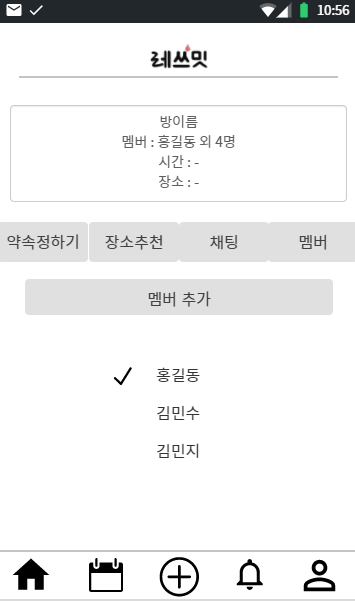 10:56
레쓰밋
방이름
멤버 : 홍길동 외 4명
시간 : -
장소 : -
약속정하기 장소추천 채팅 멤버
멤버 추가
홍길동
김민수
김민지